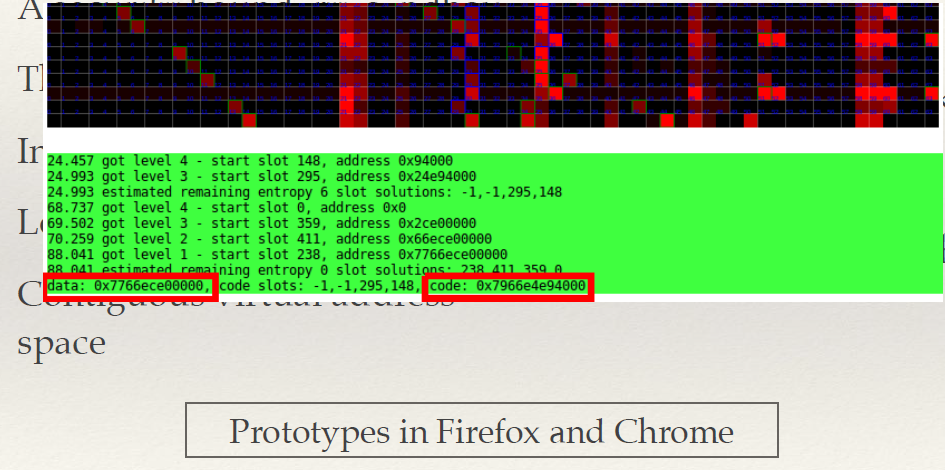 24.457 got level 4 - start slot 148, address 0x94000
24.993 got level 3 - start slot 295, address 0x24e94000
24.993 estimated remaining entropy 6 slot solutions: -1,-1,295,148
68.737 got level 4 - start slot 0, address 0x0
69.502 got level 3 - start slot 359, address 0x2ce00000
70.259 got level 2 - start slot 411, address 0x66ece00000
88.041 got level 1 - start slot 238, address 0x7766ece00000
88.041 estimated remaining entropy 0 slot solutions: 238,411,359,0
data: 0x7766ece00000, code slots: -1,-1,295,148, code: 0x7966e4e94000
Contiguous virtual address
space
Prototypes in Firefox and Chrome